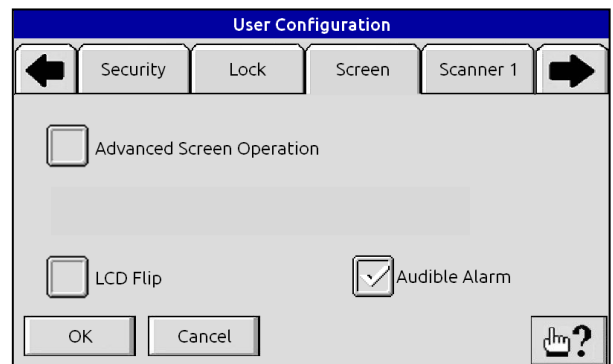 User Configuration
Security Lock Screen Scanner 1
Advanced Screen Operation
LCD Flip Audible Alarm
OK Cancel ?